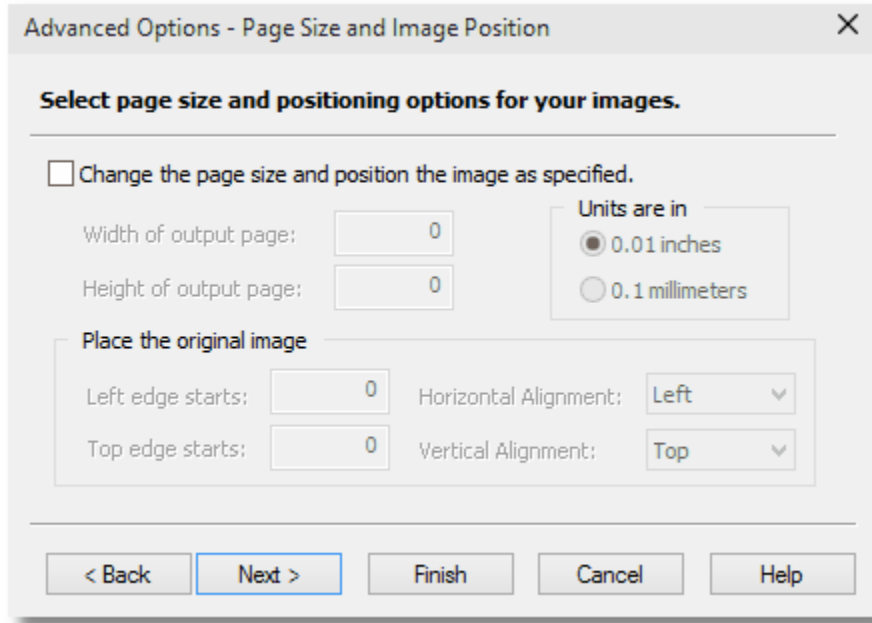 Advanced Options - Page Size and Image Position
Select page size and positioning options for your images.
Change the page size and position the image as specified.
Width of output page: 0
Height of output page: 0
Units are in
0.01 inches
0.1 millimeters
Place the original image
Left edge starts: 0 Horizontal Alignment: Left
Top edge starts: 0 Vertical Alignment: Top
< Back Next > Finish Cancel Help